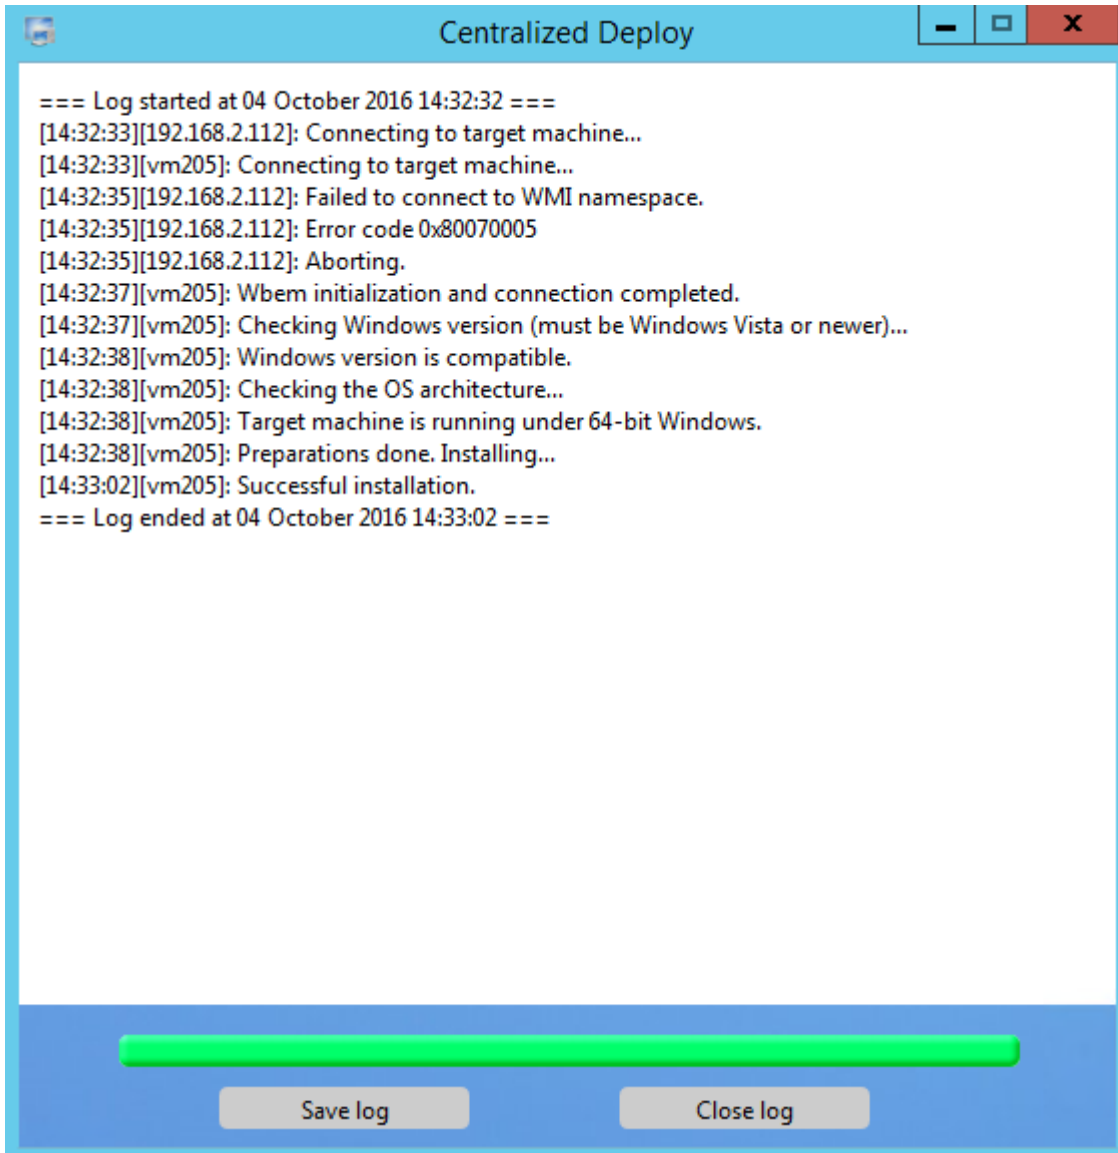 Centralized Deploy
=== Log started at 04 October 2016 14:32:32 ===
[14:32:33][192.168.2.112]: Connecting to target machine...
[14:32:33][vm205]: Connecting to target machine...
[14:32:35][192.168.2.112]: Failed to connect to WMI namespace.
[14:32:35][192.168.2.112]: Error code 0x80070005
[14:32:35][192.168.2.112]: Aborting.
[14:32:37][vm205]: Wbem initialization and connection completed.
[14:32:37][vm205]: Checking Windows version (must be Windows Vista or newer)...
[14:32:38][vm205]: Windows version is compatible.
[14:32:38][vm205]: Checking the OS architecture...
[14:32:38][vm205]: Target machine is running under 64-bit Windows.
[14:32:38][vm205]: Preparations done. Installing...
[14:33:02][vm205]: Successful installation.
=== Log ended at 04 October 2016 14:33:02 ===
Save log
Close log